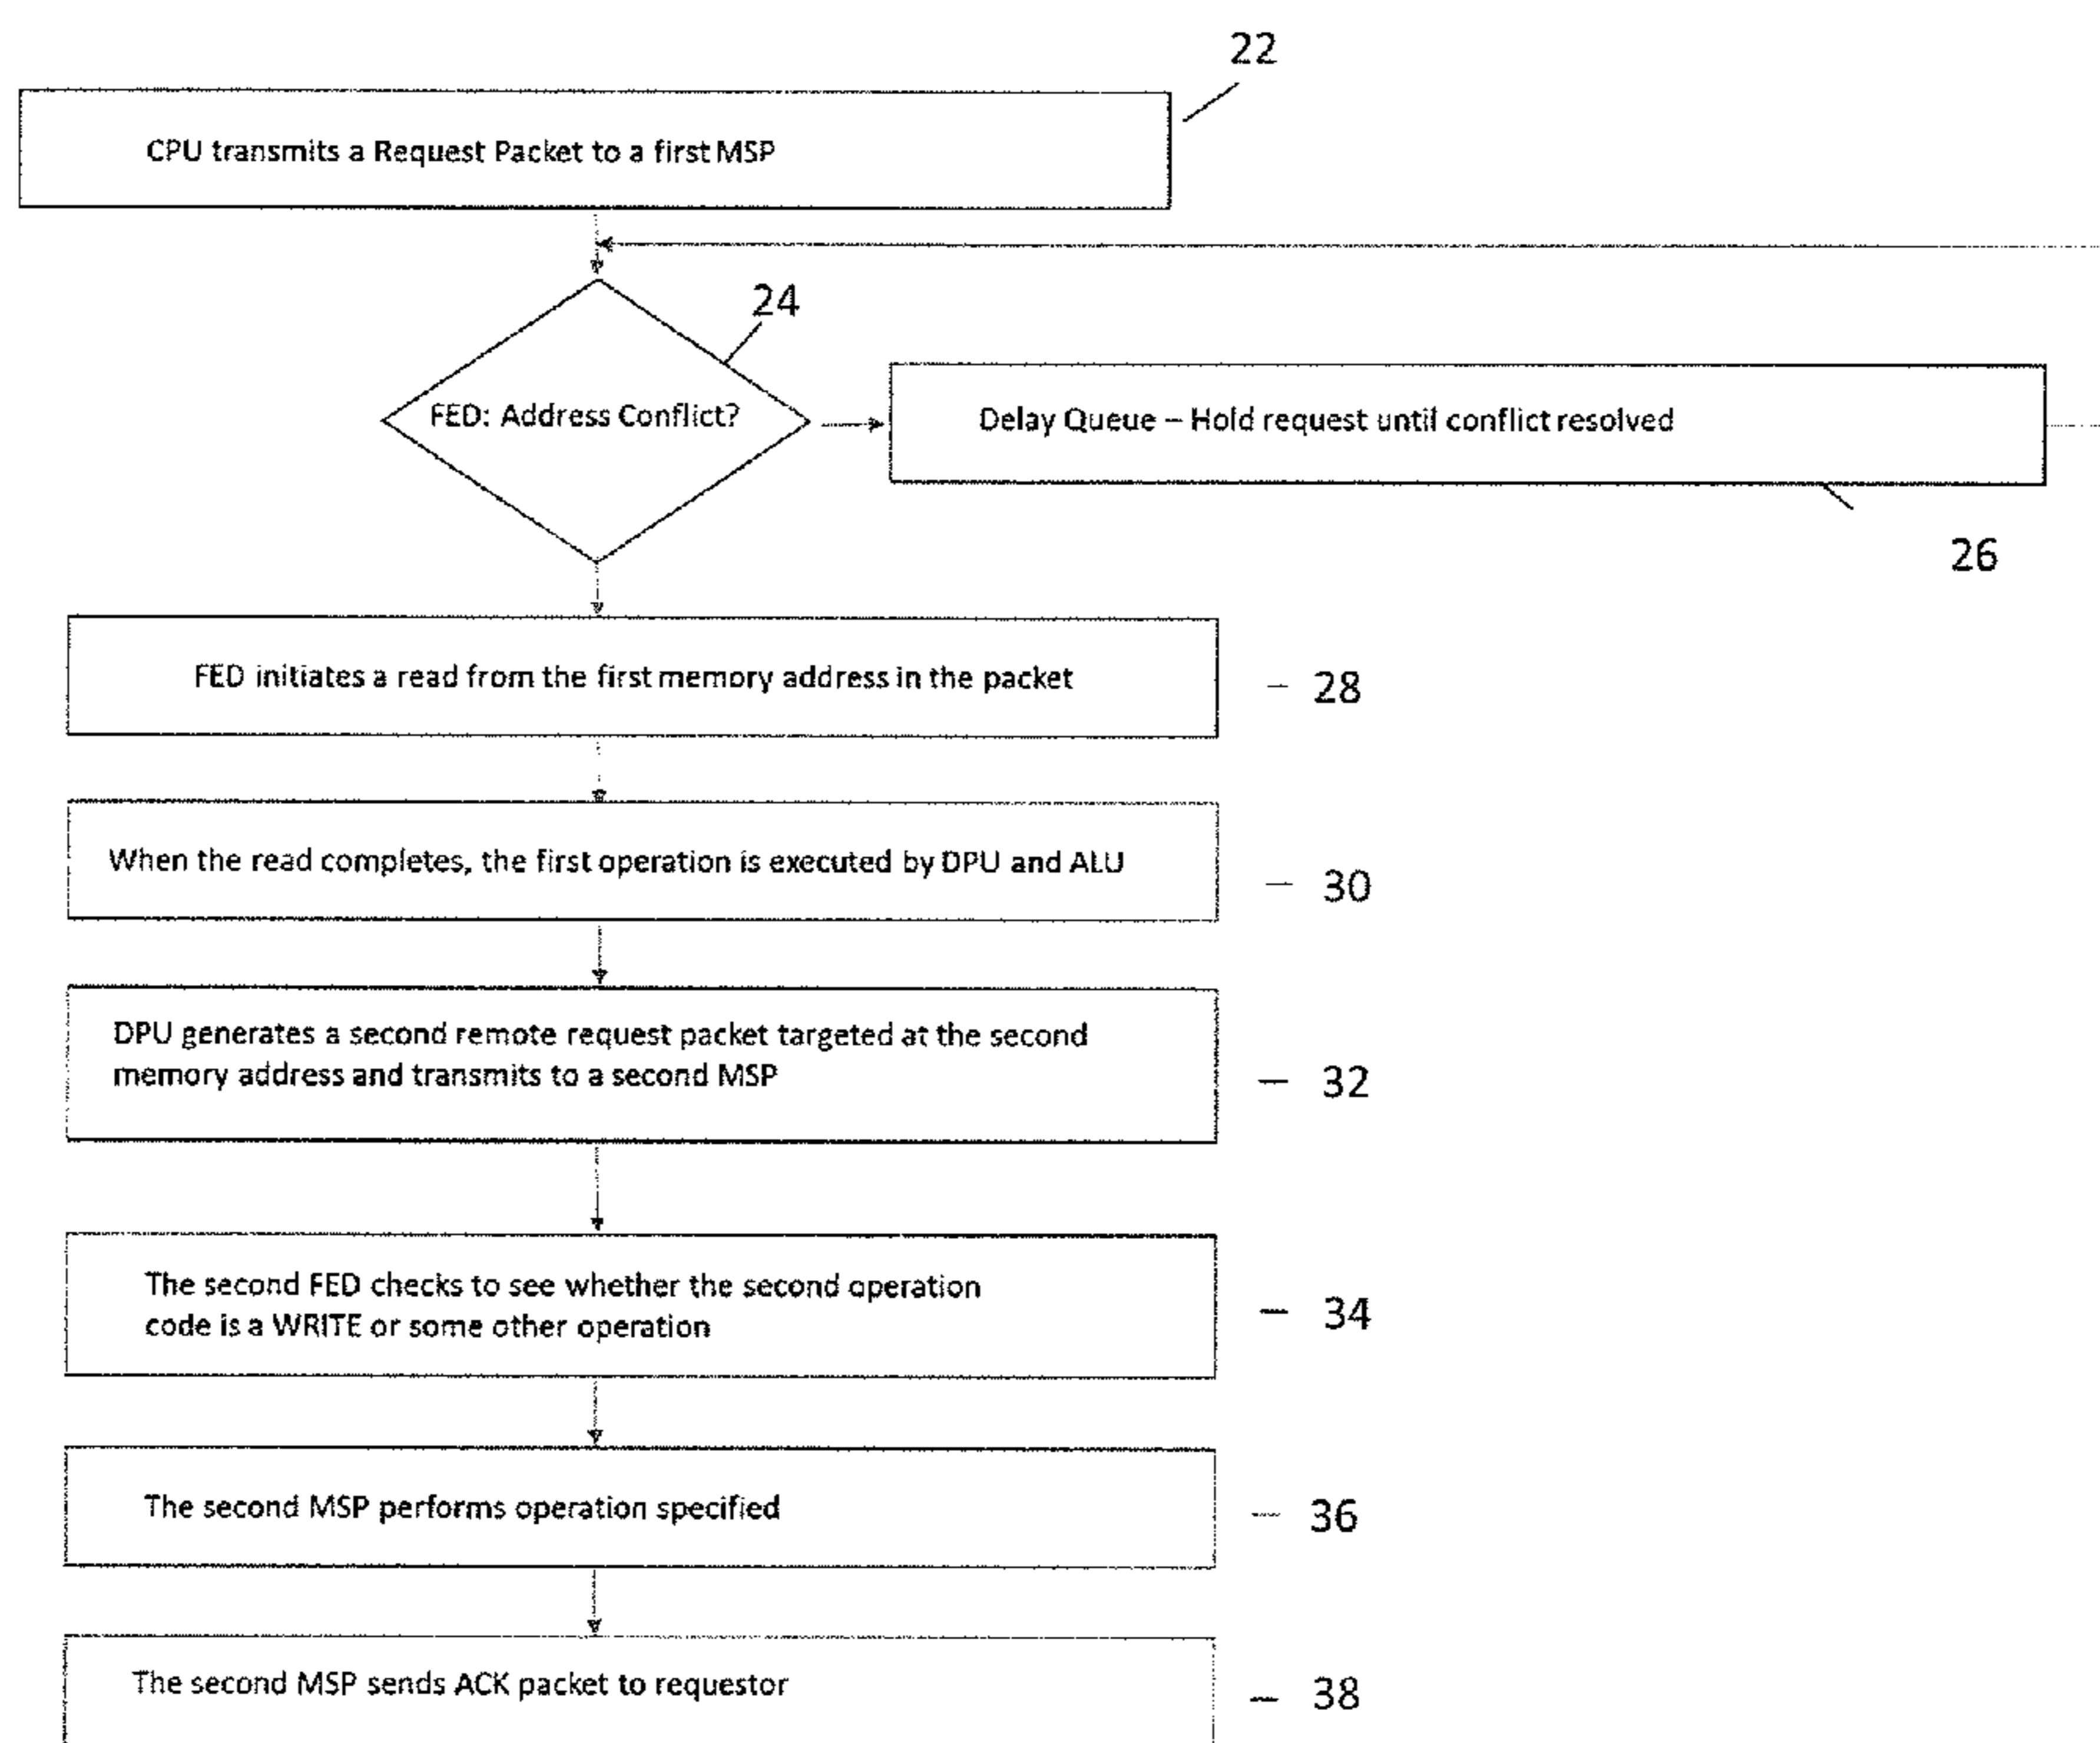 22
CPU transmits a Request Packet to a first MSP
24
FED: Address Conflict?
Delay Queue – Hold request until conflict resolved
26
FED initiates a read from the first memory address in the packet
– 28
When the read completes, the first operation is executed by DPU and ALU
– 30
DPU generates a second remote request packet targeted at the second
memory address and transmits to a second MSP
– 32
The second FED checks to see whether the second operation
code is a WRITE or some other operation
– 34
The second MSP performs operation specified
– 36
The second MSP sends ACK packet to requestor
– 38